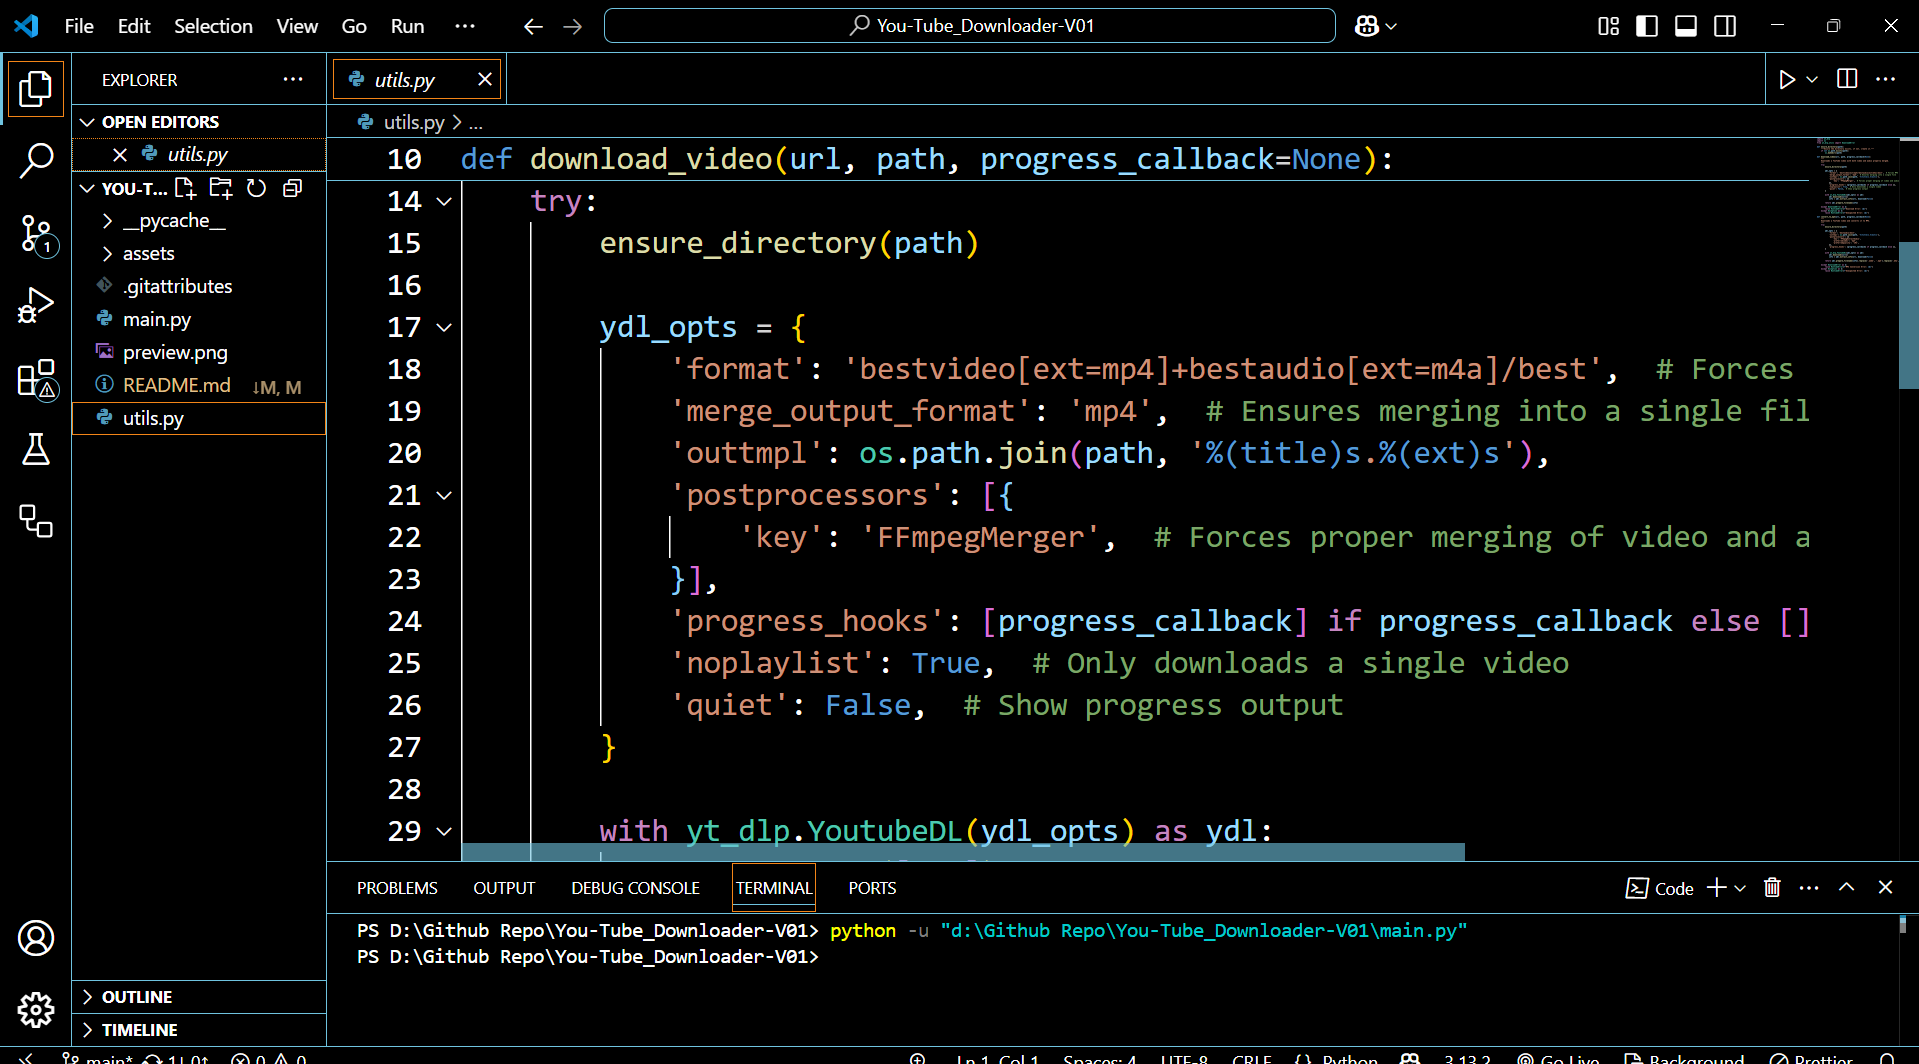 File Edit Selection View Go Run ··· You-Tube_Downloader-V01
EXPLORER
utils.py
OPEN EDITORS
utils.py
YOU-T...
__pycache__
assets
.gitattributes
main.py
preview.png
README.md ↓M, M
utils.py
OUTLINE
TIMELINE
1
utils.py > ...
10 def download_video(url, path, progress_callback=None):
14 try:
15 ensure_directory(path)
16
17 ydl_opts = {
18 'format': 'bestvideo[ext=mp4]+bestaudio[ext=m4a]/best', # Forces
19 'merge_output_format': 'mp4', # Ensures merging into a single fil
20 'outtmpl': os.path.join(path, '%(title)s.%(ext)s'),
21 'postprocessors': [{
22 'key': 'FFmpegMerger', # Forces proper merging of video and a
23 }],
24 'progress_hooks': [progress_callback] if progress_callback else []
25 'noplaylist': True, # Only downloads a single video
26 'quiet': False, # Show progress output
27 }
28
29 with yt_dlp.YoutubeDL(ydl_opts) as ydl:
PROBLEMS OUTPUT DEBUG CONSOLE TERMINAL PORTS Code
PS D:\Github Repo\You-Tube_Downloader-V01> python -u "d:\Github Repo\You-Tube_Downloader-V01\main.py"
PS D:\Github Repo\You-Tube_Downloader-V01>
main* 1↓ 0↑ 0 0 Ln 1, Col 1 Spaces: 4 UTF-8 CRLF {} Python 3.13.2 Go Live Background Prettier